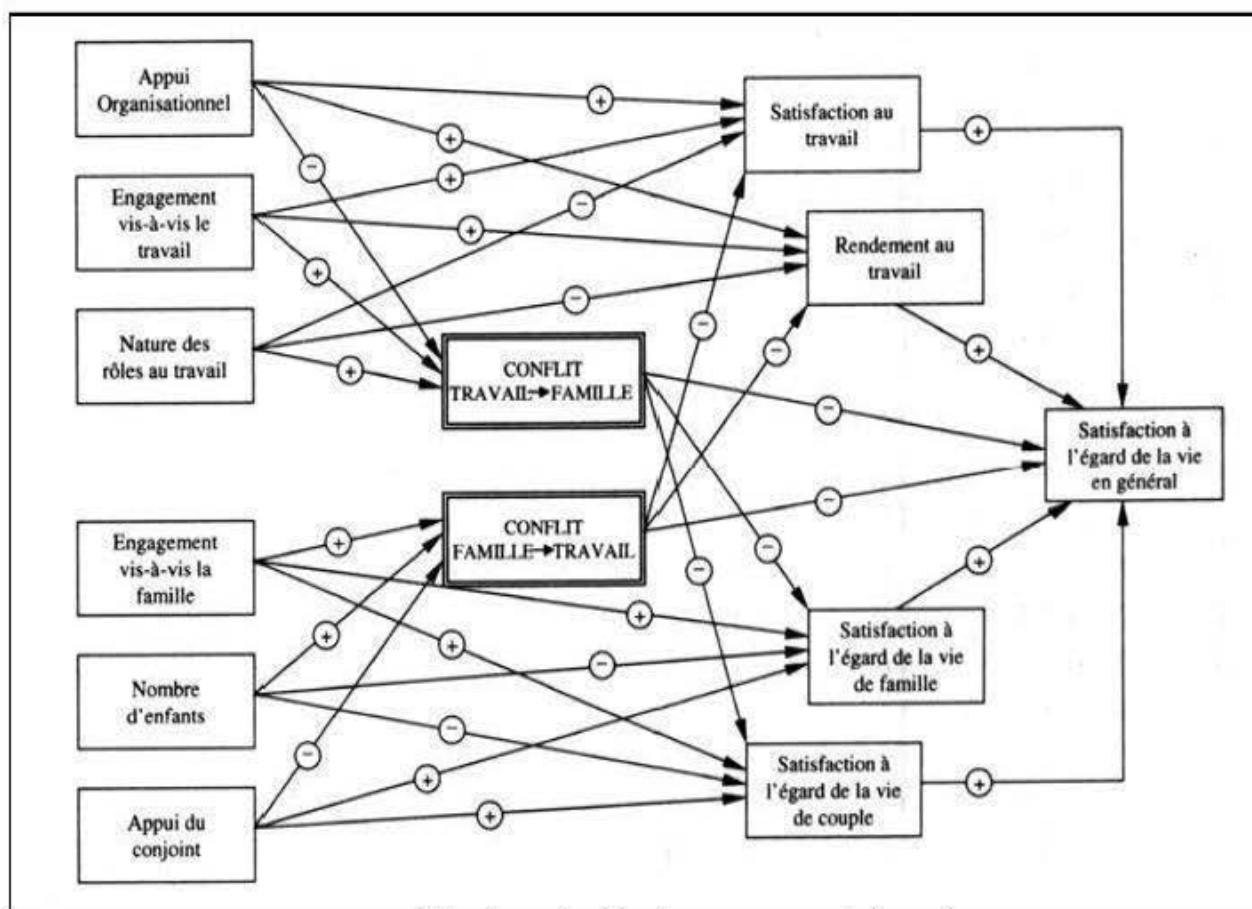 Appui
Organisationnel
Engagement
vis-à-vis le
travail
Nature des
rôles au travail
Engagement
vis-à-vis la
famille
Nombre
d'enfants
Appui du
conjoint
CONFLIT
TRAVAIL→FAMILLE
CONFLIT
FAMILLE→TRAVAIL
Satisfaction au
travail
Rendement au
travail
Satisfaction à
l'égard de la vie
de famille
Satisfaction à
l'égard de la vie
de couple
Satisfaction à
l'égard de la vie
en général